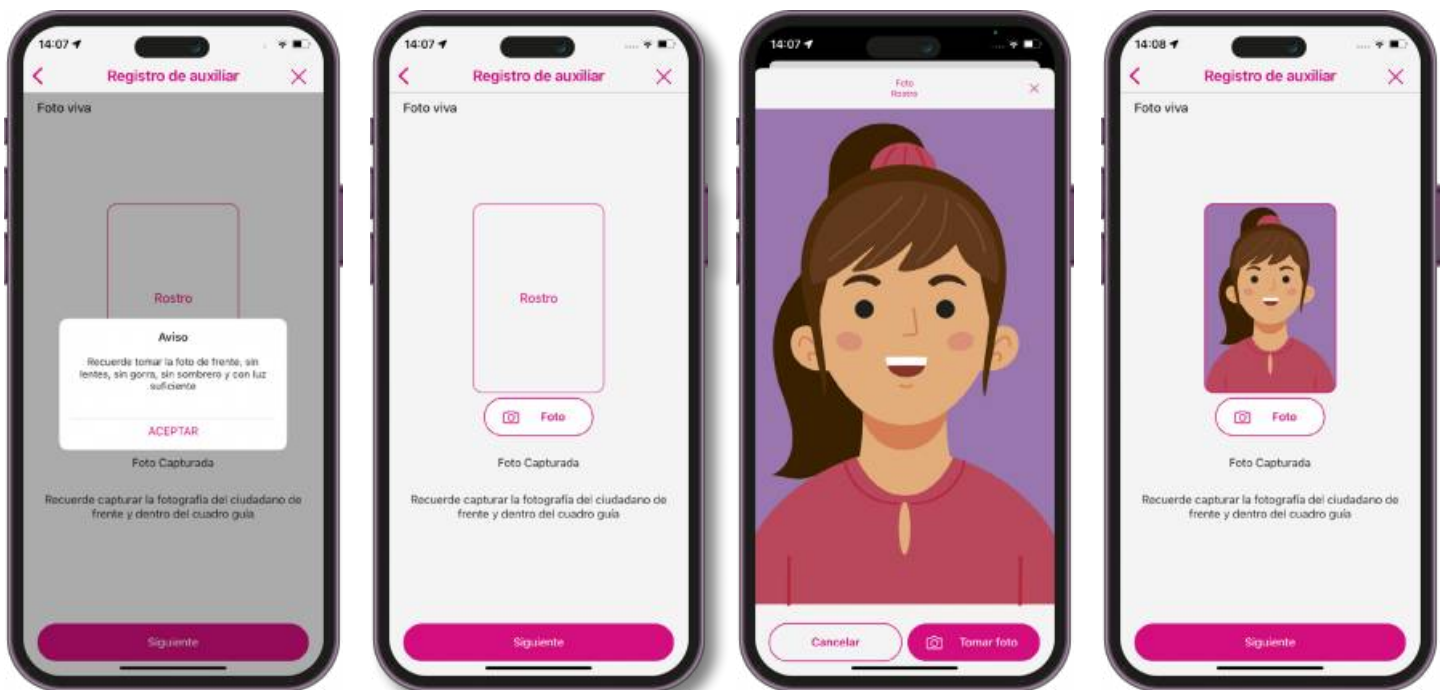 14:07
Registro de auxiliar
Foto viva
Rostro
Aviso
Recuerde tomar la foto de frente, sin
lentes, sin gorra, sin sombrero y con luz
suficiente
ACEPTAR
Foto Capturada
Recuerde capturar la fotografía del ciudadano de
frente y dentro del cuadro guía
Siguiente
14:07
Registro de auxiliar
Foto viva
Rostro
Foto
Foto Capturada
Recuerde capturar la fotografía del ciudadano de
frente y dentro del cuadro guía
Siguiente
14:07
Foto
Rostro
Cancelar
Tomar foto
14:08
Registro de auxiliar
Foto viva
Foto
Foto Capturada
Recuerde capturar la fotografía del ciudadano de
frente y dentro del cuadro guía
Siguiente